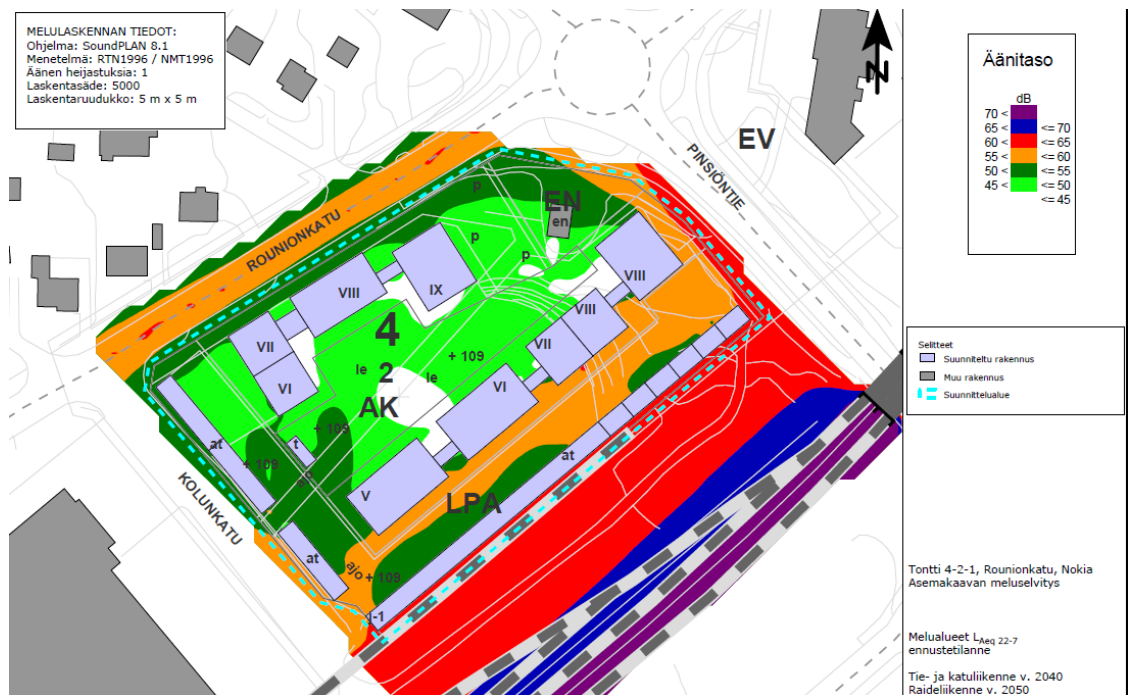 MELULASKENNAN TIEDOT:
Ohjelma: SoundPLAN 8.1
Menetelmä: RTN1996 / NMT1996
Äänen heijastuksia: 1
Laskentasäde: 5000
Laskentaruudukko: 5 m x 5 m
N
Äänitaso
dB
70 <
65 < <= 70
60 < <= 65
55 < <= 60
50 < <= 55
45 < <= 50
<= 45
EV
PINSIÖNTIE
ROUNIONKATU
p
EN
en
p
p
VIII
IX
VIII
VIII
VII
VII
VI
4
+ 109
le
2
le
AK
VI
+ 109
t
at
+ 109
V
at
LPA
KOLUNKATU
at
ajo
+ 109
I-1
Selitteet
Suunniteltu rakennus
Muu rakennus
Suunnittelualue
Tontti 4-2-1, Rounionkatu, Nokia
Asemakaavan meluselvitys
Melualueet LAeq 22-7
ennustetilanne
Tie- ja katuliikenne v. 2040
Raideliikenne v. 2050